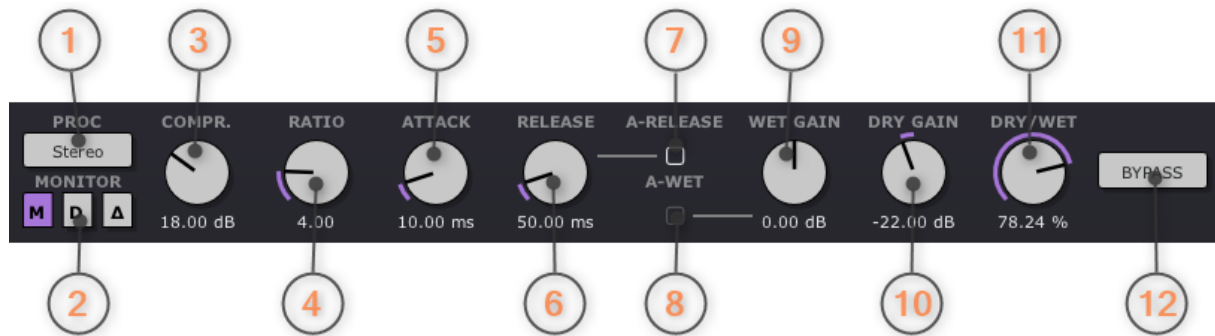 1 3 5 7 9 11
PROC COMPR. RATIO ATTACK RELEASE A-RELEASE WET GAIN DRY GAIN DRY/WET
Stereo
BYPASS
MONITOR A-WET
M D Δ
18.00 dB 4.00 10.00 ms 50.00 ms 0.00 dB -22.00 dB 78.24 %
2 4 6 8 10 12